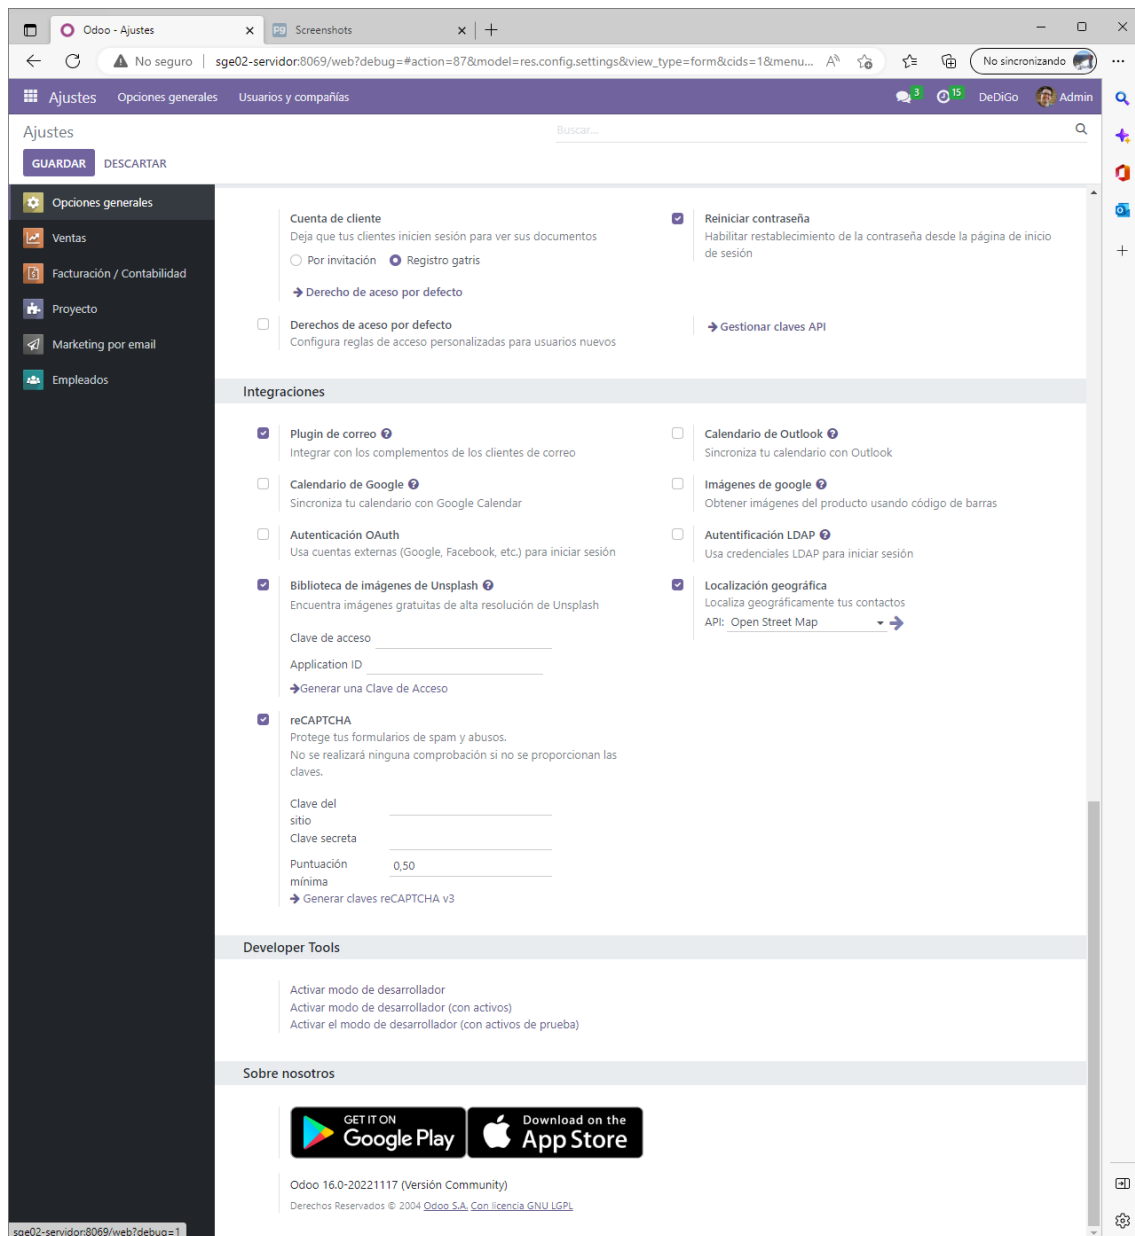 Odoo - Ajustes
Screenshots
No seguro | sge02-servidor:8069/web?debug=#action=87&model=res.config.settings&view_type=form&cids=1&menu...
No sincronizando
Ajustes Opciones generales Usuarios y compañías 3 15 DeDiGo Admin
Ajustes
Buscar...
GUARDAR DESCARTAR
Opciones generales
Ventas
Facturación / Contabilidad
Proyecto
Marketing por email
Empleados
Cuenta de cliente
Deja que tus clientes inicien sesión para ver sus documentos
Por invitación Registro gatris
Derecho de aceso por defecto
Reiniciar contraseña
Habilitar restablecimiento de la contraseña desde la página de inicio
de sesión
Derechos de aceso por defecto
Configura reglas de acceso personalizadas para usuarios nuevos
Gestionar claves API
Integraciones
Plugin de correo
Integrar con los complementos de los clientes de correo
Calendario de Outlook
Sincroniza tu calendario con Outlook
Calendario de Google
Sincroniza tu calendario con Google Calendar
Imágenes de google
Obtener imágenes del producto usando código de barras
Autenticación OAuth
Usa cuentas externas (Google, Facebook, etc.) para iniciar sesión
Autentificación LDAP
Usa credenciales LDAP para iniciar sesión
Biblioteca de imágenes de Unsplash
Encuentra imágenes gratuitas de alta resolución de Unsplash
Clave de acceso
Application ID
Generar una Clave de Acceso
Localización geográfica
Localiza geográficamente tus contactos
API: Open Street Map
reCAPTCHA
Protege tus formularios de spam y abusos.
No se realizará ninguna comprobación si no se proporcionan las
claves.
Clave del
sitio
Clave secreta
Puntuación
mínima
0,50
Generar claves reCAPTCHA v3
Developer Tools
Activar modo de desarrollador
Activar modo de desarrollador (con activos)
Activar el modo de desarrollador (con activos de prueba)
Sobre nosotros
GET IT ON
Google Play
Download on the
App Store
Odoo 16.0-20221117 (Versión Community)
Derechos Reservados © 2004 Odoo S.A. Con licencia GNU LGPL
sge02-servidor:8069/web?debug=1